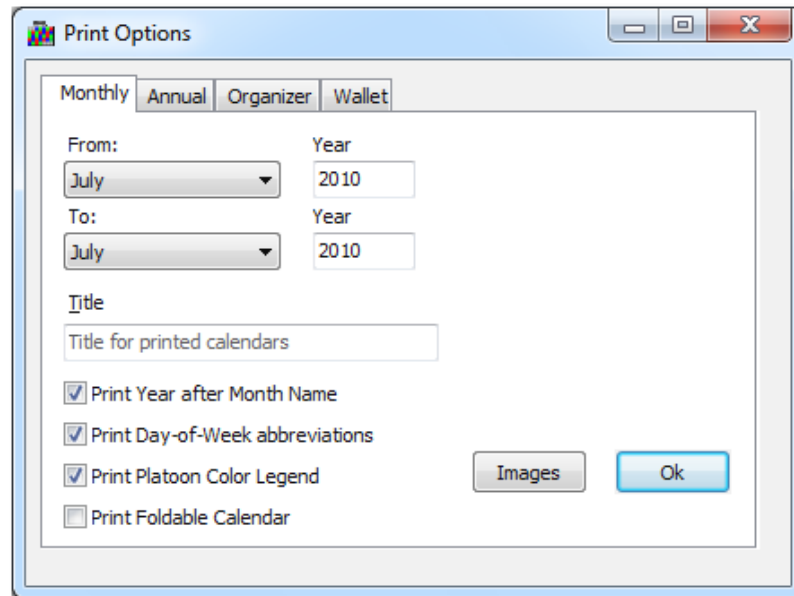 Print Options
Monthly Annual Organizer Wallet
From: Year
July 2010
To: Year
July 2010
Title
Title for printed calendars
Print Year after Month Name
Print Day-of-Week abbreviations
Print Platoon Color Legend
Images Ok
Print Foldable Calendar